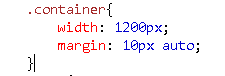 .container{
    width: 1200px;
    margin: 10px auto;
}